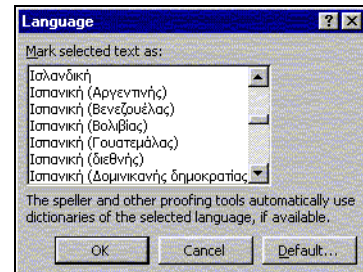 Language
Mark selected text as:
Ισλανδική
Ισπανική (Αργεντινής)
Ισπανική (Βενεζουέλας)
Ισπανική (Βολιβίας)
Ισπανική (Γουατεμάλας)
Ισπανική (διεθνής)
Ισπανική (Δομινικανής δημοκρατίας
The speller and other proofing tools automatically use
dictionaries of the selected language, if available.
OK Cancel Default...